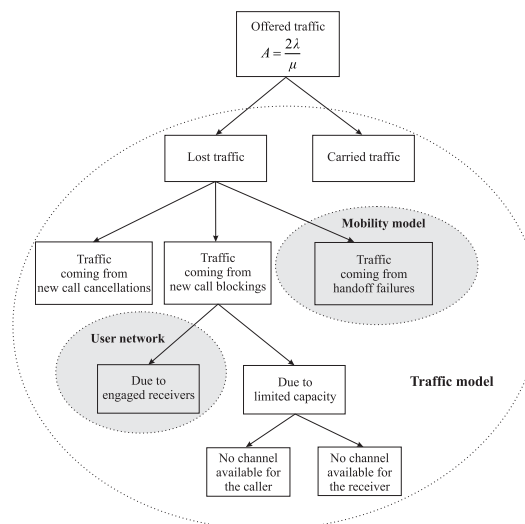 Offered traffic
A = 2λ/μ
Lost traffic
Carried traffic
Mobility model
Traffic
coming from
new call cancellations
Traffic
coming from
new call blockings
Traffic
coming from
handoff failures
User network
Due to
engaged receivers
Due to
limited capacity
Traffic model
No channel
available for
the caller
No channel
available for
the receiver